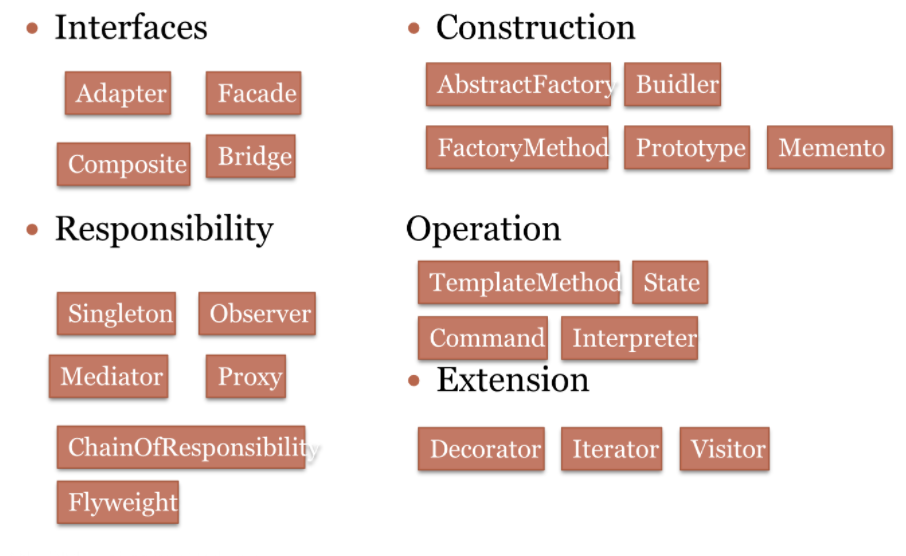 Interfaces
Adapter Facade
Composite Bridge
Responsibility
Singleton Observer
Mediator Proxy
ChainOfResponsibility
Flyweight
Construction
AbstractFactory Buidler
FactoryMethod Prototype Memento
Operation
TemplateMethod State
Command Interpreter
Extension
Decorator Iterator Visitor